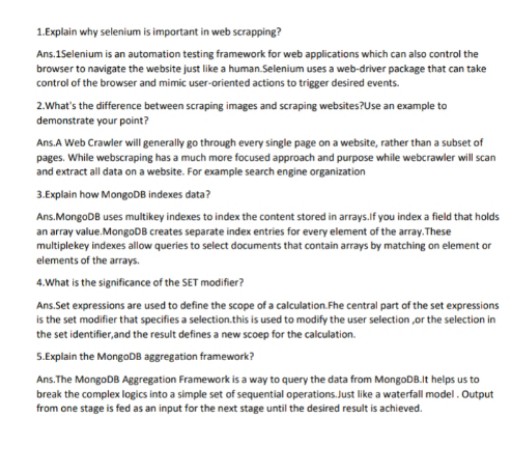 1.Explain why selenium is important in web scrapping?
Ans.1Selenium is an automation testing framework for web applications which can also control the
browser to navigate the website just like a human.Selenium uses a web-driver package that can take
control of the browser and mimic user-oriented actions to trigger desired events.
2.What's the difference between scraping images and scraping websites?Use an example to
demonstrate your point?
Ans.A Web Crawler will generally go through every single page on a website, rather than a subset of
pages. While webscraping has a much more focused approach and purpose while webcrawler will scan
and extract all data on a website. For example search engine organization
3.Explain how MongoDB indexes data?
Ans.MongoDB uses multikey indexes to index the content stored in arrays.If you index a field that holds
an array value.MongoDB creates separate index entries for every element of the array.These
multiplekey indexes allow queries to select documents that contain arrays by matching on element or
elements of the arrays.
4.What is the significance of the SET modifier?
Ans.Set expressions are used to define the scope of a calculation.Fhe central part of the set expressions
is the set modifier that specifies a selection.this is used to modify the user selection ,or the selection in
the set identifier,and the result defines a new scoep for the calculation.
5.Explain the MongoDB aggregation framework?
Ans.The MongoDB Aggregation Framework is a way to query the data from MongoDB.It helps us to
break the complex logics into a simple set of sequential operations.Just like a waterfall model . Output
from one stage is fed as an input for the next stage until the desired result is achieved.